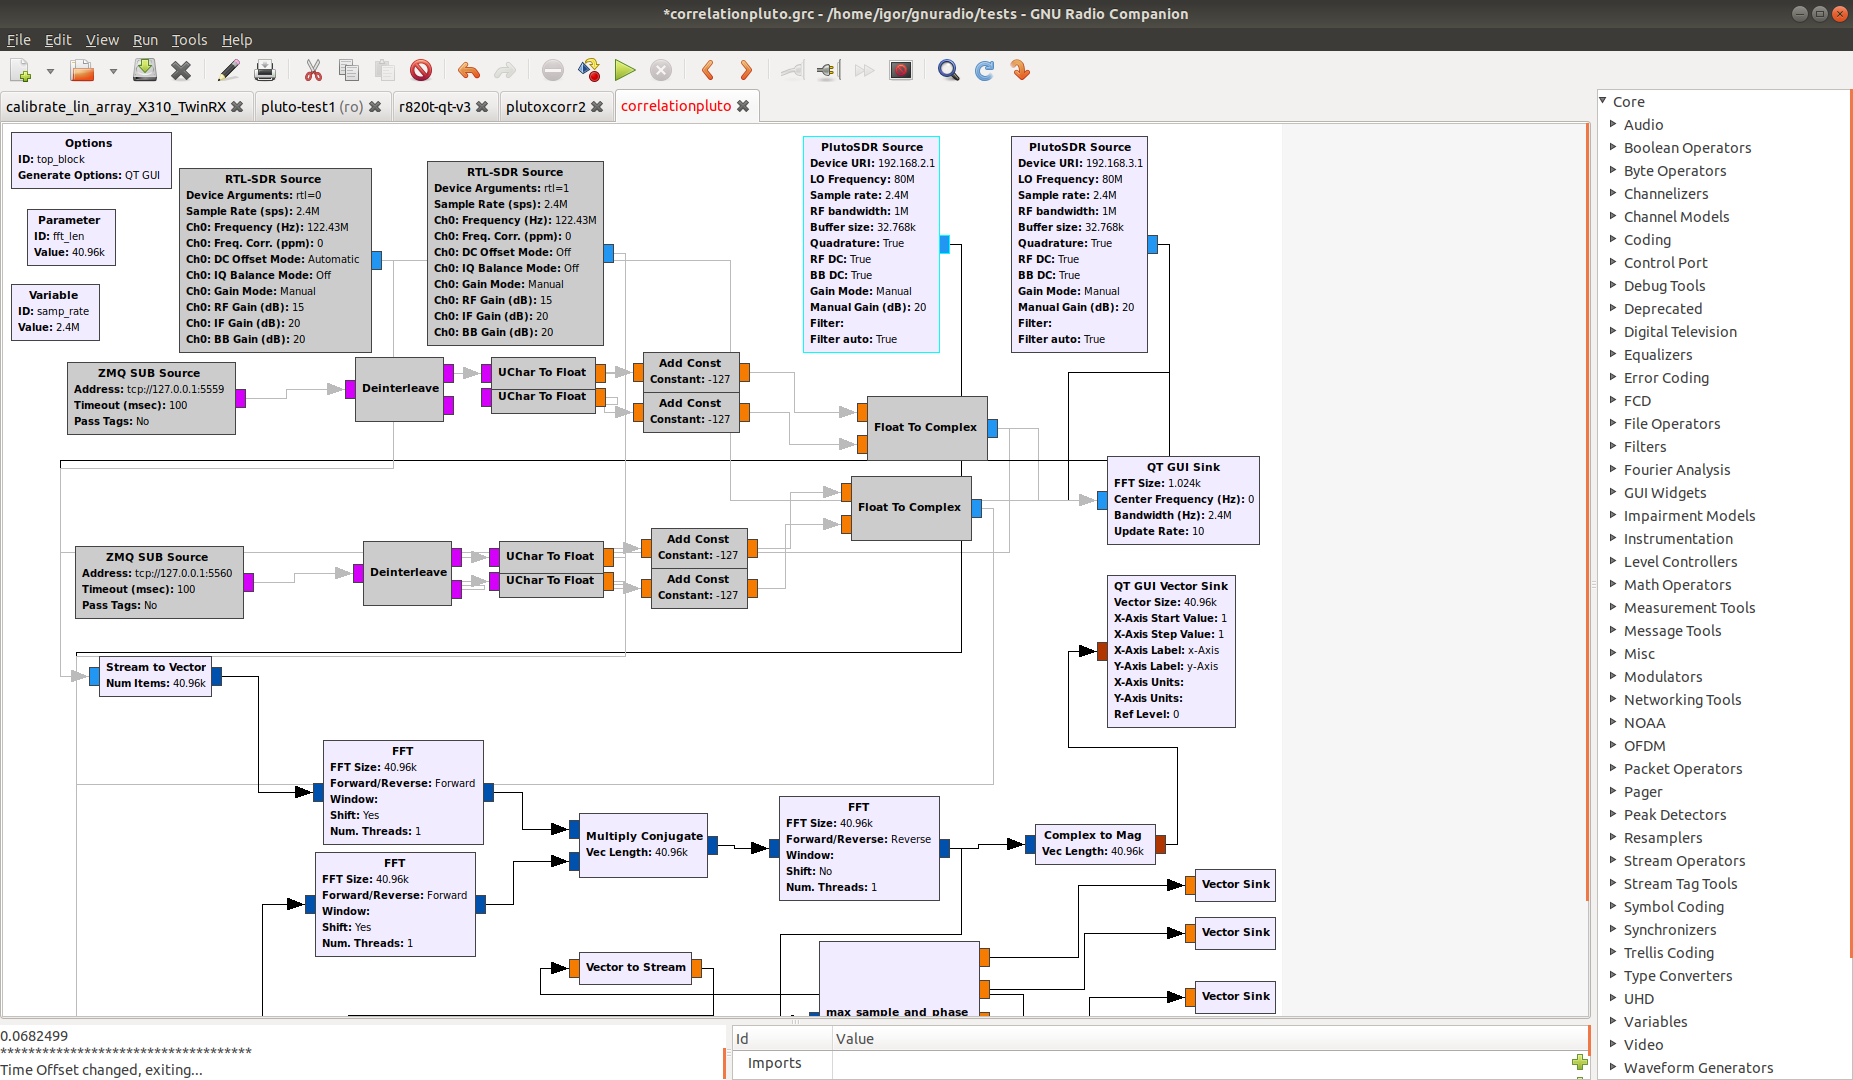 *correlationpluto.grc - /home/igor/gnuradio/tests - GNU Radio Companion
File Edit View Run Tools Help
calibrate_lin_array_X310_TwinRX
pluto-test1 (ro)
r820t-qt-v3
plutoxcorr2
correlationpluto
Options
ID: top_block
Generate Options: QT GUI
Parameter
ID: fft_len
Value: 40.96k
Variable
ID: samp_rate
Value: 2.4M
RTL-SDR Source
Device Arguments: rtl=0
Sample Rate (sps): 2.4M
Ch0: Frequency (Hz): 122.43M
Ch0: Freq. Corr. (ppm): 0
Ch0: DC Offset Mode: Automatic
Ch0: IQ Balance Mode: Off
Ch0: Gain Mode: Manual
Ch0: RF Gain (dB): 15
Ch0: IF Gain (dB): 20
Ch0: BB Gain (dB): 20
RTL-SDR Source
Device Arguments: rtl=1
Sample Rate (sps): 2.4M
Ch0: Frequency (Hz): 122.43M
Ch0: Freq. Corr. (ppm): 0
Ch0: DC Offset Mode: Off
Ch0: IQ Balance Mode: Off
Ch0: Gain Mode: Manual
Ch0: RF Gain (dB): 15
Ch0: IF Gain (dB): 20
Ch0: BB Gain (dB): 20
PlutoSDR Source
Device URI: 192.168.2.1
LO Frequency: 80M
Sample rate: 2.4M
RF bandwidth: 1M
Buffer size: 32.768k
Quadrature: True
RF DC: True
BB DC: True
Gain Mode: Manual
Manual Gain (dB): 20
Filter:
Filter auto: True
PlutoSDR Source
Device URI: 192.168.3.1
LO Frequency: 80M
Sample rate: 2.4M
RF bandwidth: 1M
Buffer size: 32.768k
Quadrature: True
RF DC: True
BB DC: True
Gain Mode: Manual
Manual Gain (dB): 20
Filter:
Filter auto: True
ZMQ SUB Source
Address: tcp://127.0.0.1:5559
Timeout (msec): 100
Pass Tags: No
Deinterleave
UChar To Float
UChar To Float
Add Const
Constant: -127
Add Const
Constant: -127
Float To Complex
Float To Complex
QT GUI Sink
FFT Size: 1.024k
Center Frequency (Hz): 0
Bandwidth (Hz): 2.4M
Update Rate: 10
ZMQ SUB Source
Address: tcp://127.0.0.1:5560
Timeout (msec): 100
Pass Tags: No
Deinterleave
UChar To Float
UChar To Float
Add Const
Constant: -127
Add Const
Constant: -127
QT GUI Vector Sink
Vector Size: 40.96k
X-Axis Start Value: 1
X-Axis Step Value: 1
X-Axis Label: x-Axis
Y-Axis Label: y-Axis
X-Axis Units:
Y-Axis Units:
Ref Level: 0
Stream to Vector
Num Items: 40.96k
FFT
FFT Size: 40.96k
Forward/Reverse: Forward
Window:
Shift: Yes
Num. Threads: 1
FFT
FFT Size: 40.96k
Forward/Reverse: Forward
Window:
Shift: Yes
Num. Threads: 1
Multiply Conjugate
Vec Length: 40.96k
FFT
FFT Size: 40.96k
Forward/Reverse: Reverse
Window:
Shift: No
Num. Threads: 1
Complex to Mag
Vec Length: 40.96k
Vector Sink
Vector Sink
Vector Sink
Vector to Stream
max sample and phase
Core
Audio
Boolean Operators
Byte Operators
Channelizers
Channel Models
Coding
Control Port
Debug Tools
Deprecated
Digital Television
Equalizers
Error Coding
FCD
File Operators
Filters
Fourier Analysis
GUI Widgets
Impairment Models
Instrumentation
Level Controllers
Math Operators
Measurement Tools
Message Tools
Misc
Modulators
Networking Tools
NOAA
OFDM
Packet Operators
Pager
Peak Detectors
Resamplers
Stream Operators
Stream Tag Tools
Symbol Coding
Synchronizers
Trellis Coding
Type Converters
UHD
Variables
Video
Waveform Generators
0.0682499
************************************
Time Offset changed, exiting...
Id Value
Imports